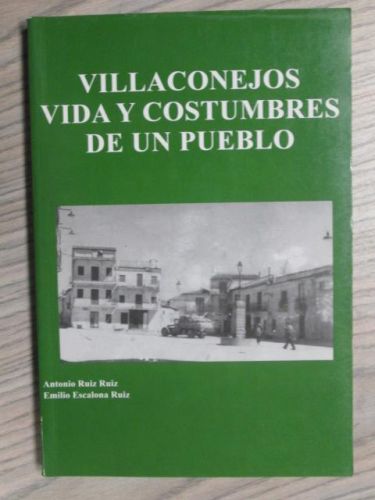 VILLACONEJOS
VIDA Y COSTUMBRES
DE UN PUEBLO
Antonio Ruiz Ruiz
Emilio Escalona Ruiz